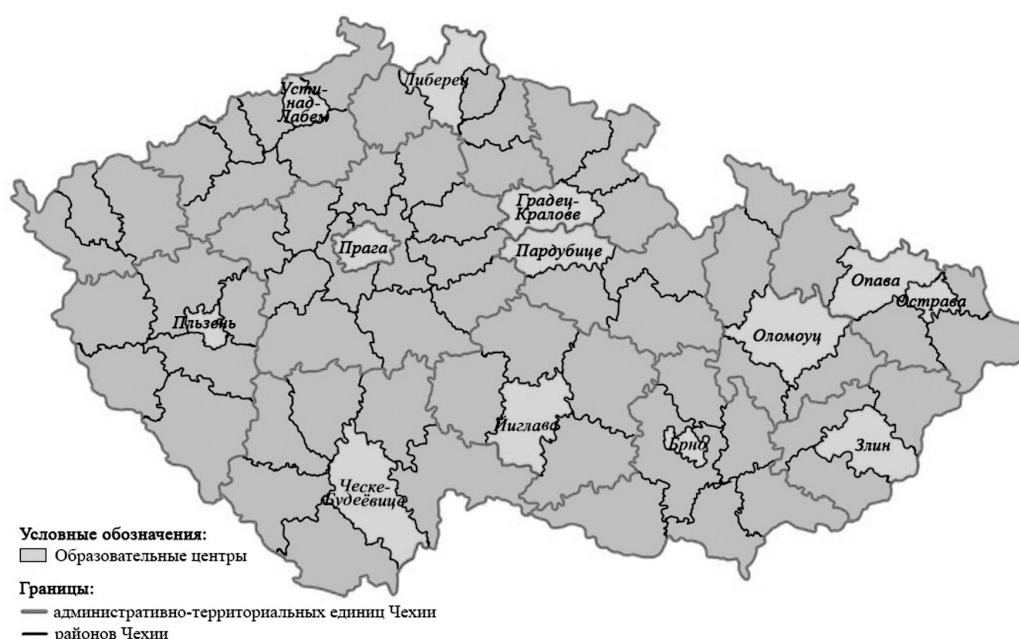 Усти-
над-
Лабем
Либерец
Градец-
Кралове
Прага
Пардубице
Опава
Острава
Пльзень
Оломоуц
Йиглава
Брно
Злин
Ческе-
Будеёвице
Условные обозначения:
Образовательные центры
Границы:
административно-территориальных единиц Чехии
районов Чехии